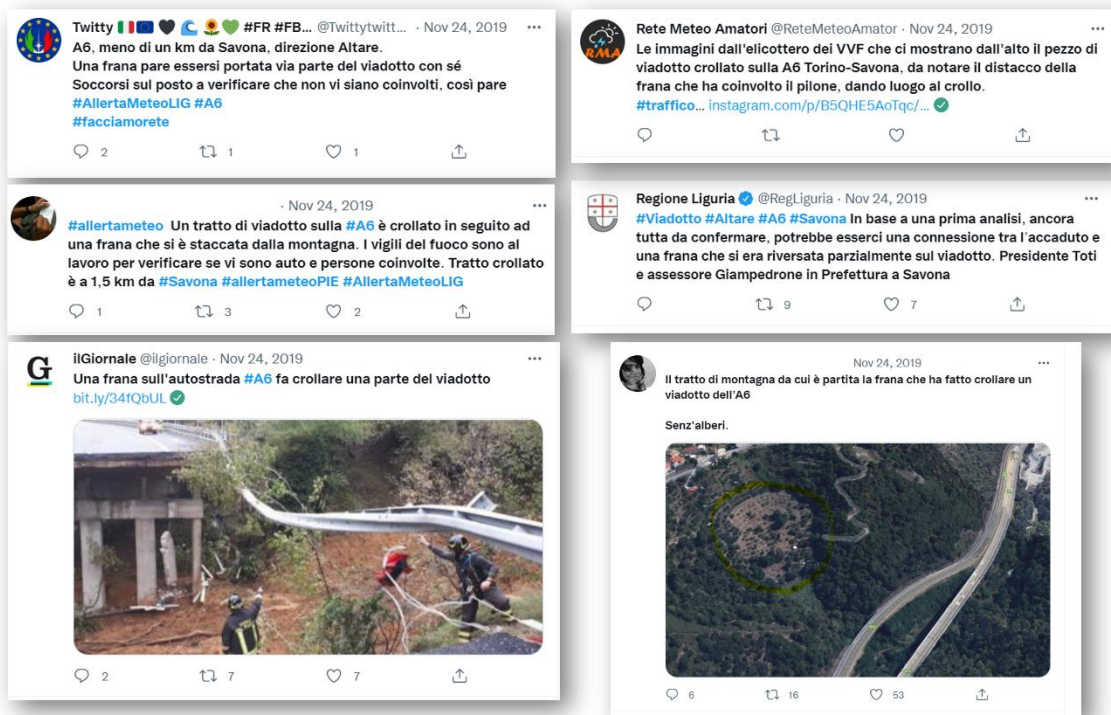 Twitty #FR #FB... @Twittytwitt... · Nov 24, 2019
A6, meno di un km da Savona, direzione Altare.
Una frana pare essersi portata via parte del viadotto con sé
Soccorsi sul posto a verificare che non vi siano coinvolti, così pare
#AllertaMeteoLIG #A6
#facciamorete
2 1 1
· Nov 24, 2019
#allertameteo Un tratto di viadotto sulla #A6 è crollato in seguito ad
una frana che si è staccata dalla montagna. I vigili del fuoco sono al
lavoro per verificare se vi sono auto e persone coinvolte. Tratto crollato
è a 1,5 km da #Savona #allertameteoPIE #AllertaMeteoLIG
1 3 2
G
ilGiornale @ilgiornale · Nov 24, 2019
Una frana sull'autostrada #A6 fa crollare una parte del viadotto
bit.ly/34fQbUL
2 7 7
RMA
Rete Meteo Amatori @ReteMeteoAmator · Nov 24, 2019
Le immagini dall'elicottero dei VVF che ci mostrano dall'alto il pezzo di
viadotto crollato sulla A6 Torino-Savona, da notare il distacco della
frana che ha coinvolto il pilone, dando luogo al crollo.
#traffico... instagram.com/p/B5QHE5AoTqc/...
Regione Liguria @RegLiguria · Nov 24, 2019
#Viadotto #Altare #A6 #Savona In base a una prima analisi, ancora
tutta da confermare, potrebbe esserci una connessione tra l'accaduto e
una frana che si era riversata parzialmente sul viadotto. Presidente Toti
e assessore Giampedrone in Prefettura a Savona
9 7
Nov 24, 2019
Il tratto di montagna da cui è partita la frana che ha fatto crollare un
viadotto dell'A6
Senz'alberi.
6 16 53